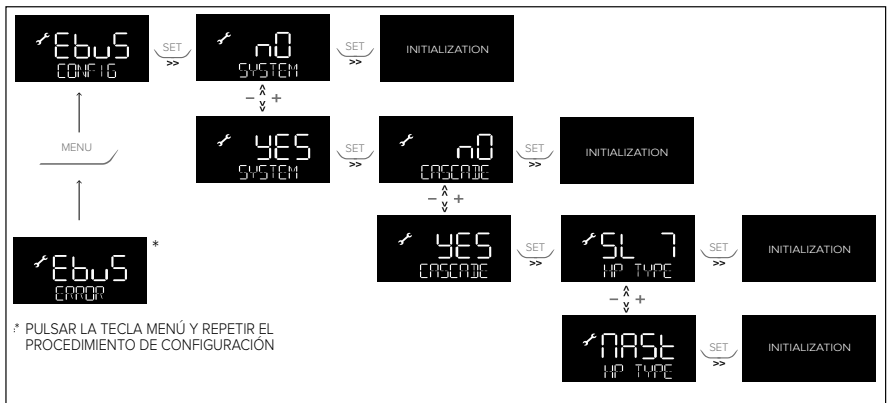 EbuS
CONFIG
SET
>>
nO
SYSTEM
SET
>>
INITIALIZATION
- +
MENU
YES
SYSTEM
SET
>>
nO
CASCADE
SET
>>
INITIALIZATION
- +
EbuS
ERROR
*
YES
CASCADE
SET
>>
SL 7
HP TYPE
SET
>>
INITIALIZATION
- +
* PULSAR LA TECLA MENÚ Y REPETIR EL
PROCEDIMIENTO DE CONFIGURACIÓN
MASt
HP TYPE
SET
>>
INITIALIZATION